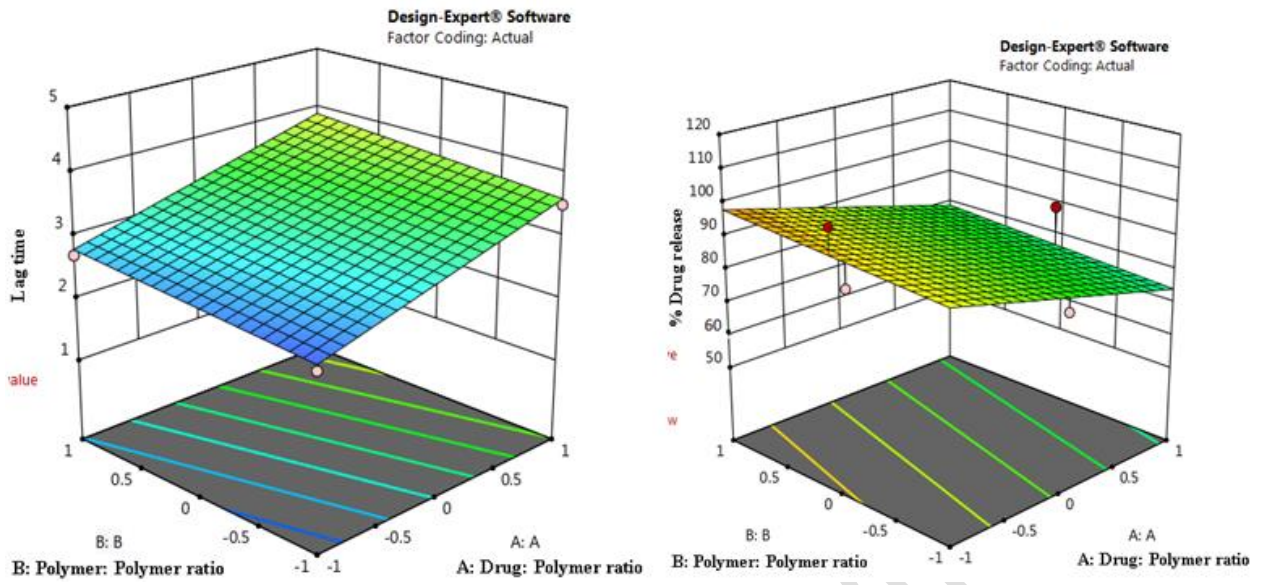 Design-Expert® Software
Factor Coding: Actual
5
4
3
2
1
Lag time
value
1
0.5
0
-0.5
-1
-1
-0.5
0
0.5
1
B: B
A: A
B: Polymer: Polymer ratio
A: Drug: Polymer ratio
Design-Expert® Software
Factor Coding: Actual
120
110
100
90
80
70
60
50
% Drug release
e
w
1
0.5
0
-0.5
-1
-1
-0.5
0
0.5
1
B: B
A: A
B: Polymer: Polymer ratio
A: Drug: Polymer ratio